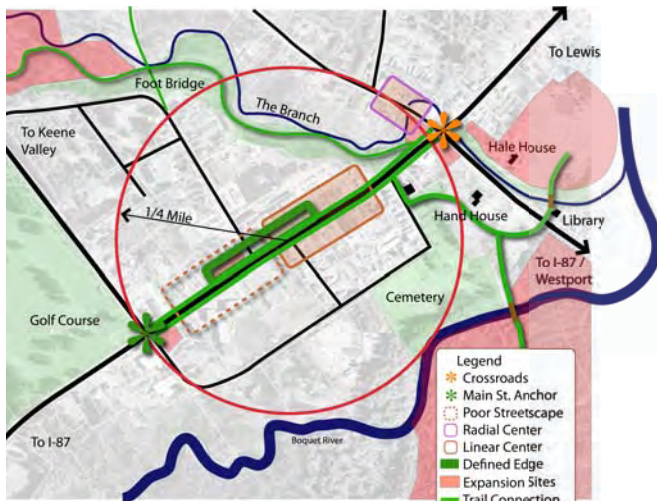 To Lewis
Foot Bridge
The Branch
To Keene
Valley
Hale House
1/4 Mile
Hand House
Library
To I-87 /
Westport
Cemetery
Golf Course
To I-87
Boquet River
Legend
Crossroads
Main St. Anchor
Poor Streetscape
Radial Center
Linear Center
Defined Edge
Expansion Sites
Trail Connection